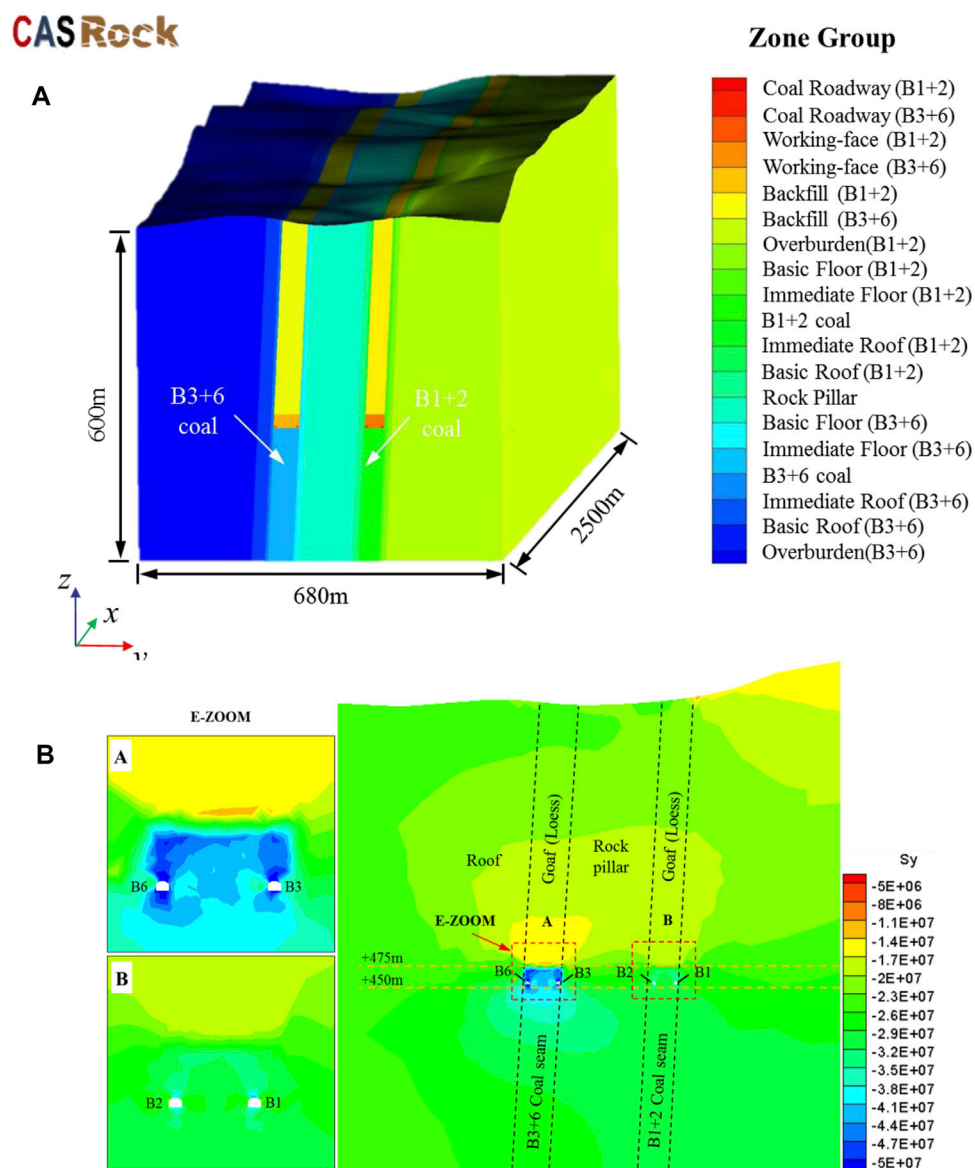 CASRock
Zone Group
A
Coal Roadway (B1+2)
Coal Roadway (B3+6)
Working-face (B1+2)
Working-face (B3+6)
Backfill (B1+2)
Backfill (B3+6)
Overburden(B1+2)
Basic Floor (B1+2)
Immediate Floor (B1+2)
B1+2 coal
Immediate Roof (B1+2)
Basic Roof (B1+2)
Rock Pillar
Basic Floor (B3+6)
Immediate Floor (B3+6)
B3+6 coal
Immediate Roof (B3+6)
Basic Roof (B3+6)
Overburden(B3+6)
600m
B3+6
coal
B1+2
coal
2500m
680m
z
x
y
B
E-ZOOM
A
B6
B3
B
B2
B1
Goaf (Loess)
Goaf (Loess)
Roof
Rock
pillar
E-ZOOM
A
B
+475m
+450m
B6
B3
B2
B1
B3+6 Coal seam
B1+2 Coal seam
Sy
-5E+06
-8E+06
-1.1E+07
-1.4E+07
-1.7E+07
-2E+07
-2.3E+07
-2.6E+07
-2.9E+07
-3.2E+07
-3.5E+07
-3.8E+07
-4.1E+07
-4.4E+07
-4.7E+07
-5E+07